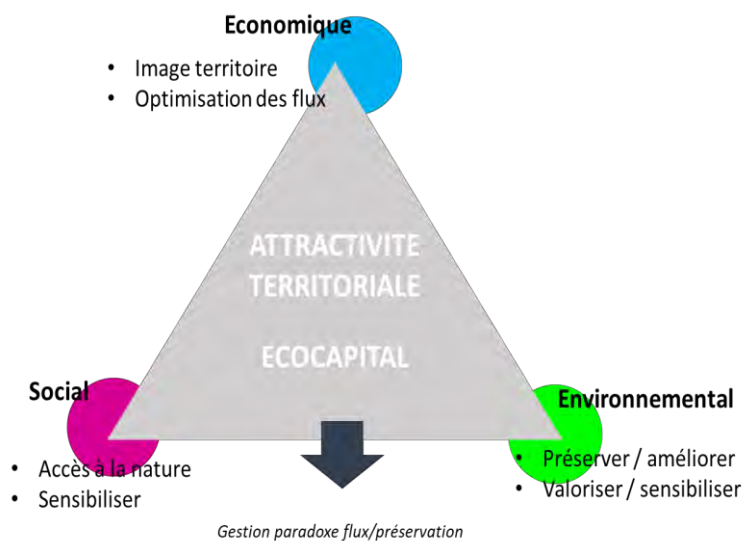 Economique
• Image territoire
• Optimisation des flux
ATTRACTIVITE
TERRITORIALE
ECOCAPITAL
Social
• Accès à la nature
• Sensibiliser
Environnemental
• Préserver / améliorer
• Valoriser / sensibiliser
Gestion paradoxe flux/préservation